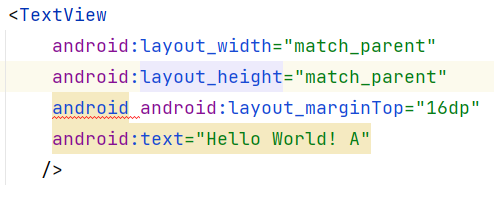 <TextView
android:layout_width="match_parent"
android:layout_height="match_parent"
android android:layout_marginTop="16dp"
android:text="Hello World! A"
/>